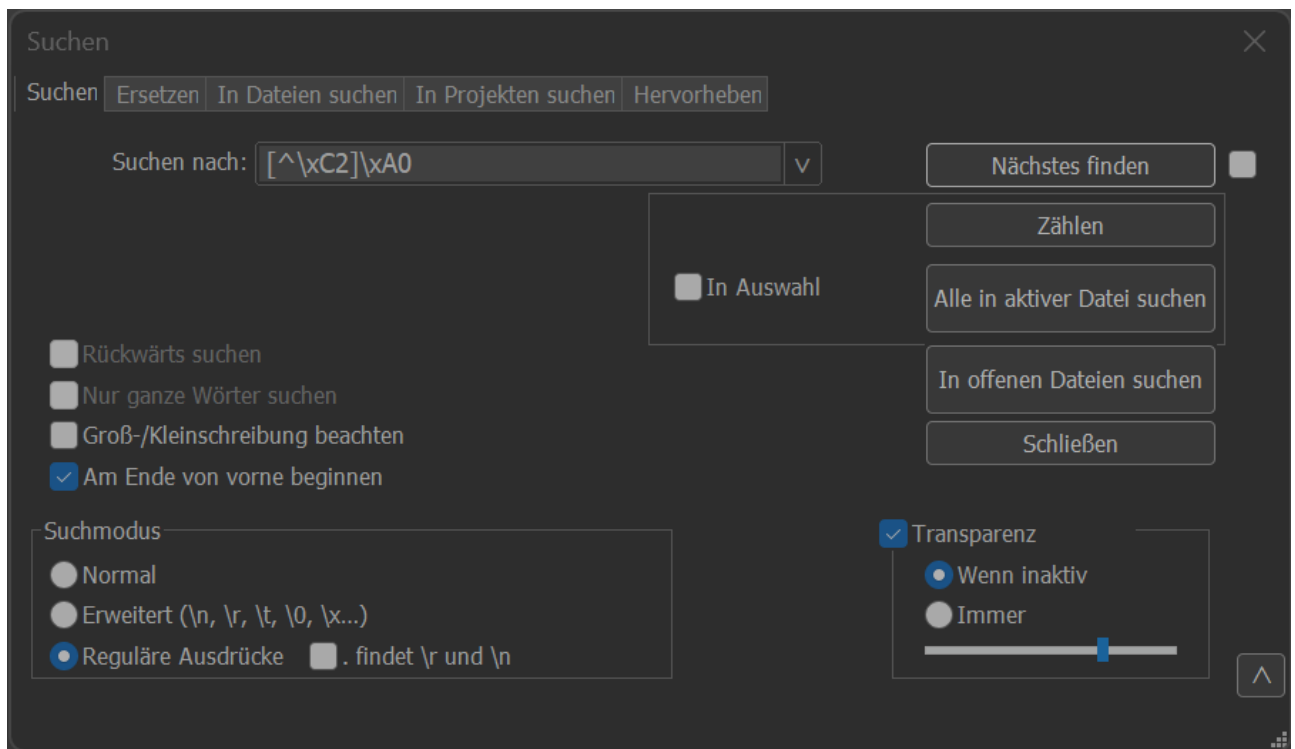 Suchen
Suchen Ersetzen In Dateien suchen In Projekten suchen Hervorheben
Suchen nach: [^\xC2]\xA0 Nächstes finden
Zählen
In Auswahl
Alle in aktiver Datei suchen
Rückwärts suchen
In offenen Dateien suchen
Nur ganze Wörter suchen
Groß-/Kleinschreibung beachten
Schließen
Am Ende von vorne beginnen
Suchmodus
Transparenz
Normal
Wenn inaktiv
Erweitert (\n, \r, \t, \0, \x...)
Immer
Reguläre Ausdrücke . findet \r und \n